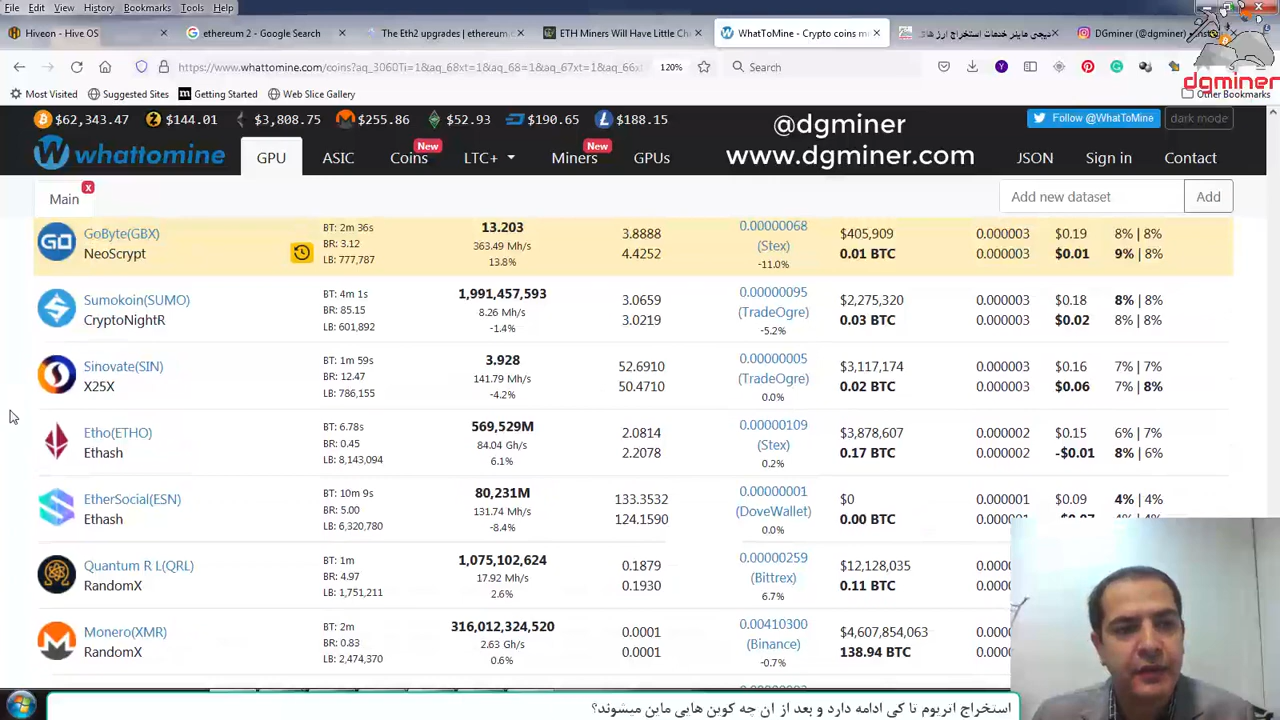 File Edit View History Bookmarks Tools Help
Hiveon - Hive OS
ethereum 2 - Google Search
The Eth2 upgrades | ethereum.c
ETH Miners Will Have Little Ch
WhatToMine - Crypto coins mi
دیجی ماینر خدمات استخراج ارز های
DGminer (@dgminer)
https://www.whattomine.com/coins?aq_3060Ti=1&aq_68xt=1&aq_68=1&aq_67xt=1&aq_66x
120%
Search
dgminer
Most Visited Suggested Sites Getting Started Web Slice Gallery Other Bookmarks
$62,343.47 $144.01 $3,808.75 $255.86 $52.93 $190.65 $188.15
@dgminer
Follow @WhatToMine dark mode
whattomine GPU ASIC Coins New LTC+ Miners New GPUs JSON Sign in Contact
www.dgminer.com
Main x Add new dataset Add
GoByte(GBX) BT: 2m 36s 13.203 3.8888 0.00000068 $405,909 0.000003 $0.19 8% | 8%
NeoScrypt BR: 3.12 363.49 Mh/s 4.4252 (Stex) 0.01 BTC 0.000003 $0.01 9% | 8%
LB: 777,787 13.8% -11.0%
Sumokoin(SUMO) BT: 4m 1s 1,991,457,593 3.0659 0.00000095 $2,275,320 0.000003 $0.18 8% | 8%
CryptoNightR BR: 85.15 8.26 Mh/s 3.0219 (TradeOgre) 0.03 BTC 0.000003 $0.02 8% | 8%
LB: 601,892 -1.4% -5.2%
Sinovate(SIN) BT: 1m 59s 3.928 52.6910 0.00000005 $3,117,174 0.000003 $0.16 7% | 7%
X25X BR: 12.47 141.79 Mh/s 50.4710 (TradeOgre) 0.02 BTC 0.000003 $0.06 7% | 8%
LB: 786,155 -4.2% 0.0%
Etho(ETHO) BT: 6.78s 569,529M 2.0814 0.00000109 $3,878,607 0.000002 $0.15 6% | 7%
Ethash BR: 0.45 84.04 Gh/s 2.2078 (Stex) 0.17 BTC 0.000002 -$0.01 8% | 6%
LB: 8,143,094 6.1% 0.2%
EtherSocial(ESN) BT: 10m 9s 80,231M 133.3532 0.00000001 $0 0.000001 $0.09 4% | 4%
Ethash BR: 5.00 131.74 Mh/s 124.1590 (DoveWallet) 0.00 BTC
LB: 6,320,780 -8.4% 0.0%
Quantum R L(QRL) BT: 1m 1,075,102,624 0.1879 0.00000259 $12,128,035
RandomX BR: 4.97 17.92 Mh/s 0.1930 (Bittrex) 0.11 BTC
LB: 1,751,211 2.6% 6.7%
Monero(XMR) BT: 2m 316,012,324,520 0.0001 0.00410300 $4,607,854,063
RandomX BR: 0.83 2.63 Gh/s 0.0001 (Binance) 138.94 BTC
LB: 2,474,370 0.6% -0.7%
استخراج اتریوم تا کی ادامه دارد و بعد از ان چه کوین هایی ماین میشوند؟